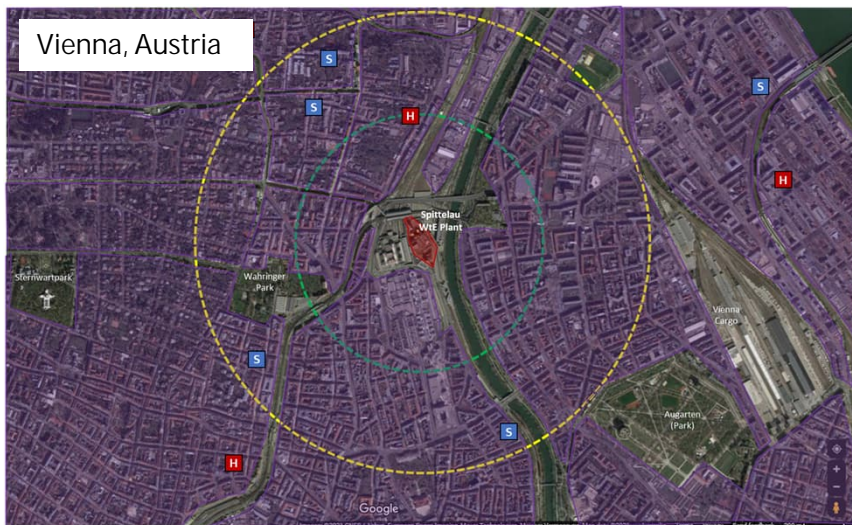 Vienna, Austria
S
S
S
H
H
Spittelau
WtE Plant
Sternwartpark
Wahringer
Park
Vienna
Cargo
S
Augarten
(Park)
S
H
Google